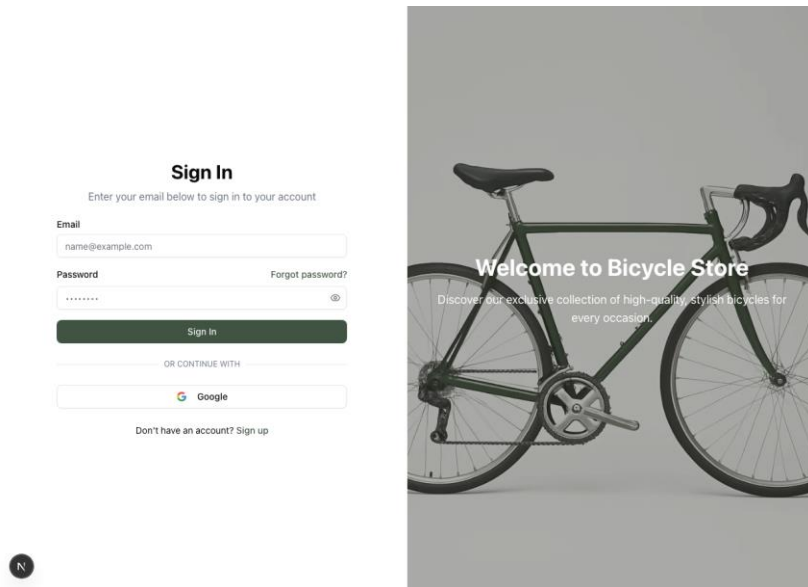 Sign In
Enter your email below to sign in to your account
Email
name@example.com
Password Forgot password?
Sign In
OR CONTINUE WITH
Google
Don't have an account? Sign up
N
Welcome to Bicycle Store
Discover our exclusive collection of high-quality, stylish bicycles for
every occasion.